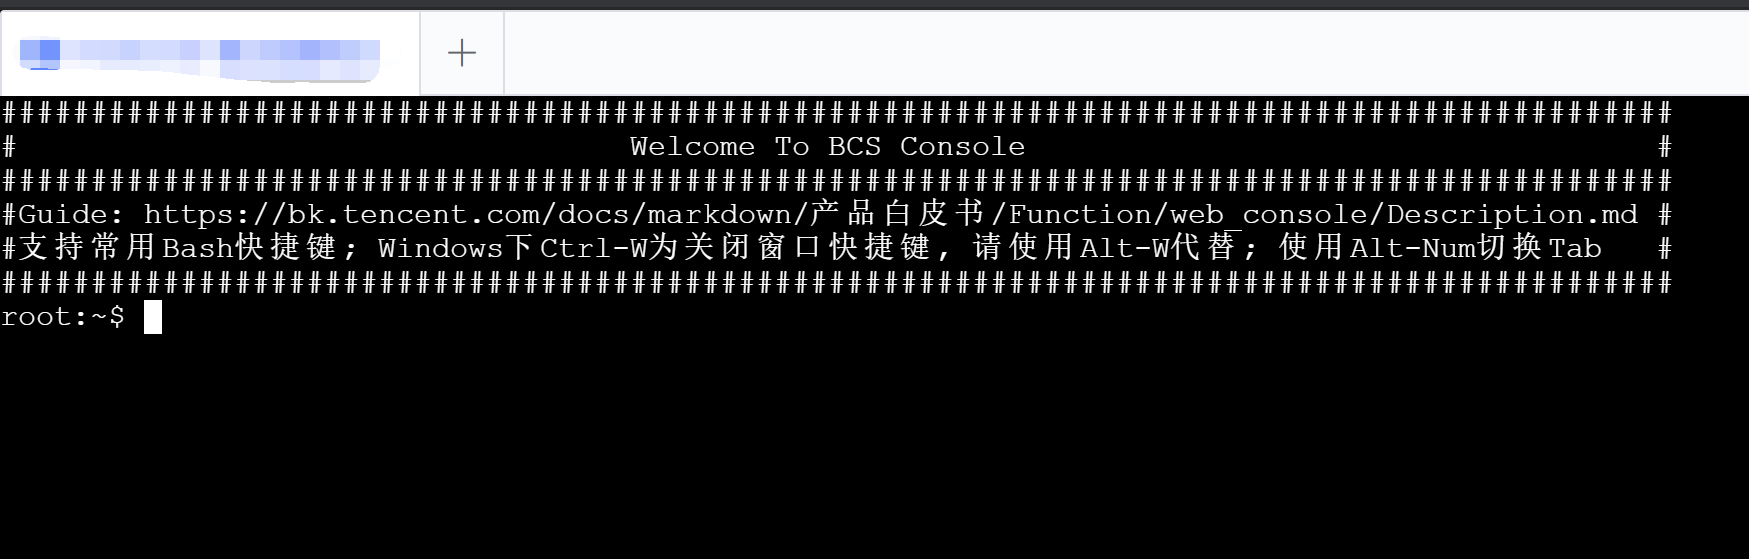 #############################################################################################
# Welcome To BCS Console #
#############################################################################################
#Guide: https://bk.tencent.com/docs/markdown/产品白皮书/Function/web_console/Description.md #
#支持常用Bash快捷键; Windows下Ctrl-W为关闭窗口快捷键, 请使用Alt-W代替; 使用Alt-Num切换Tab #
#############################################################################################
root:~$